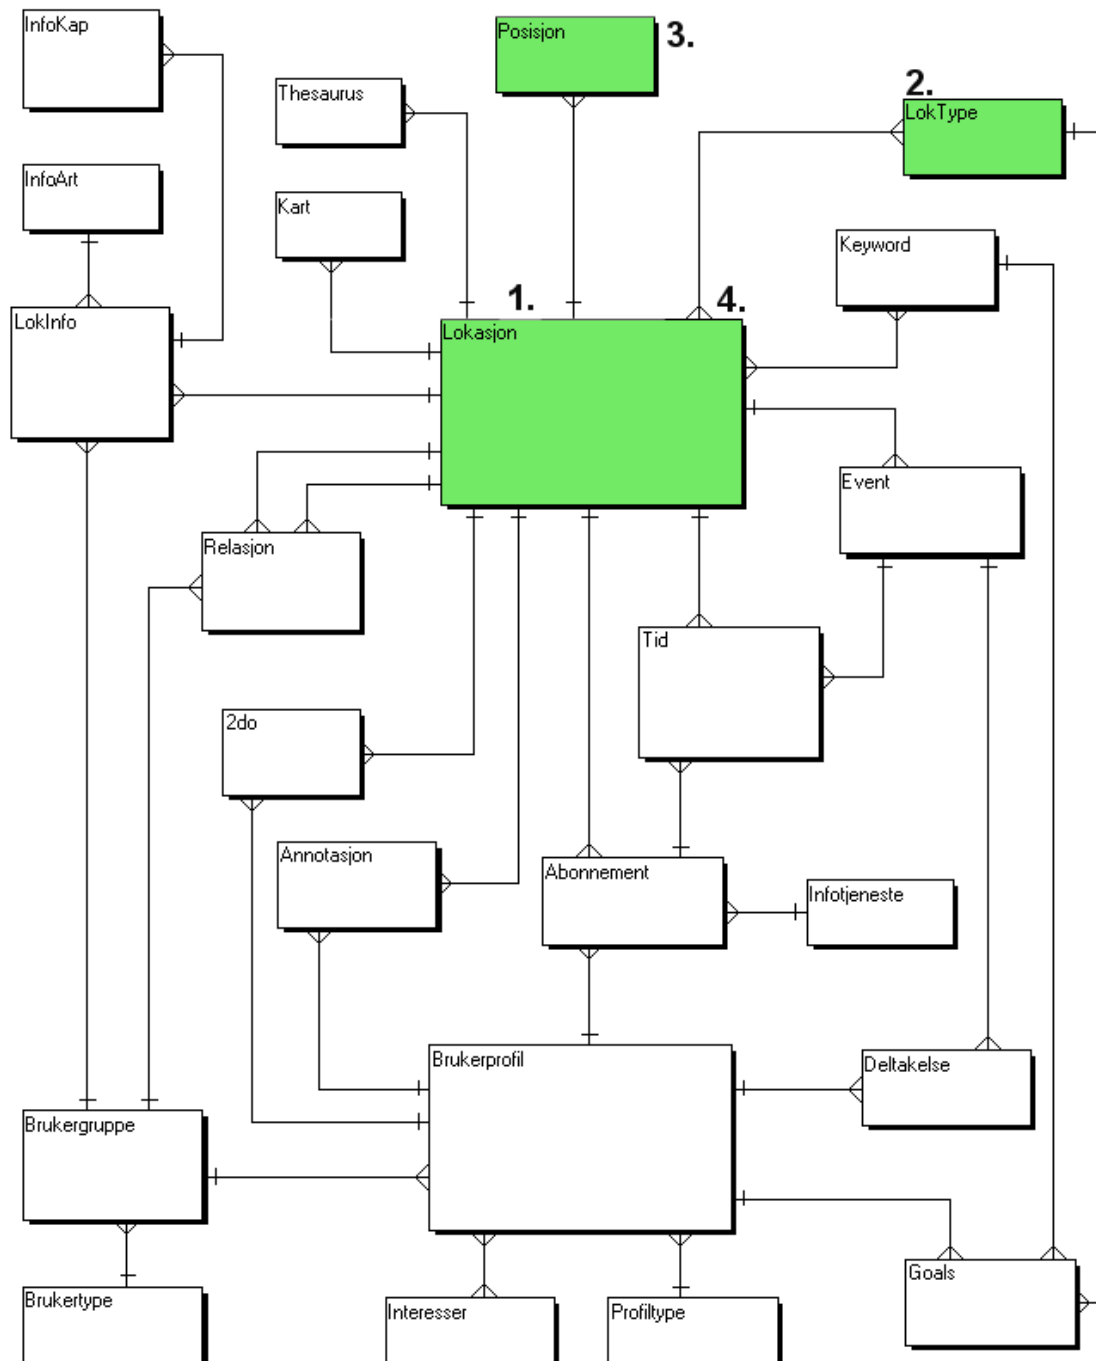 InfoKap
Posisjon
3.
Thesaurus
2.
LokType
InfoArt
Kart
Keyword
LokInfo
1.
4.
Lokasjon
Event
Relasjon
Tid
2do
Annotasjon
Abonnement
Infotjeneste
Brukerprofil
Deltakelse
Brukergruppe
Goals
Brukertype
Interesser
Profiltype